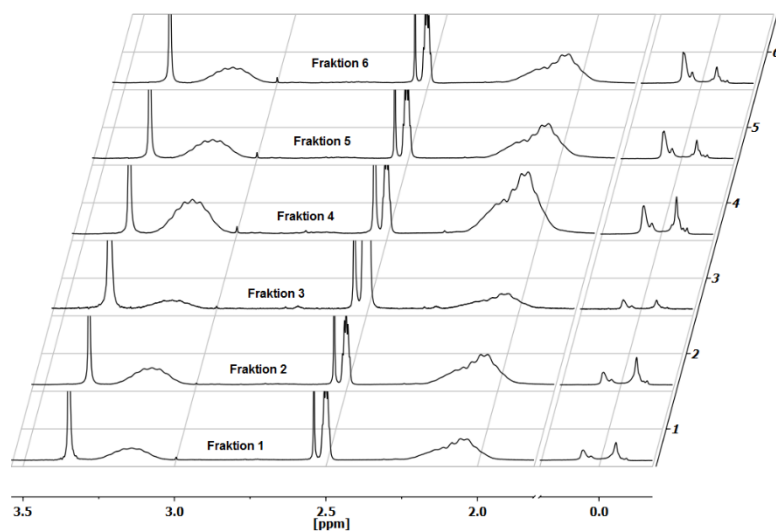 Fraktion 6
6
Fraktion 5
5
Fraktion 4
4
Fraktion 3
3
Fraktion 2
2
Fraktion 1
1
3.5 3.0 2.5 2.0 0.0
[ppm]